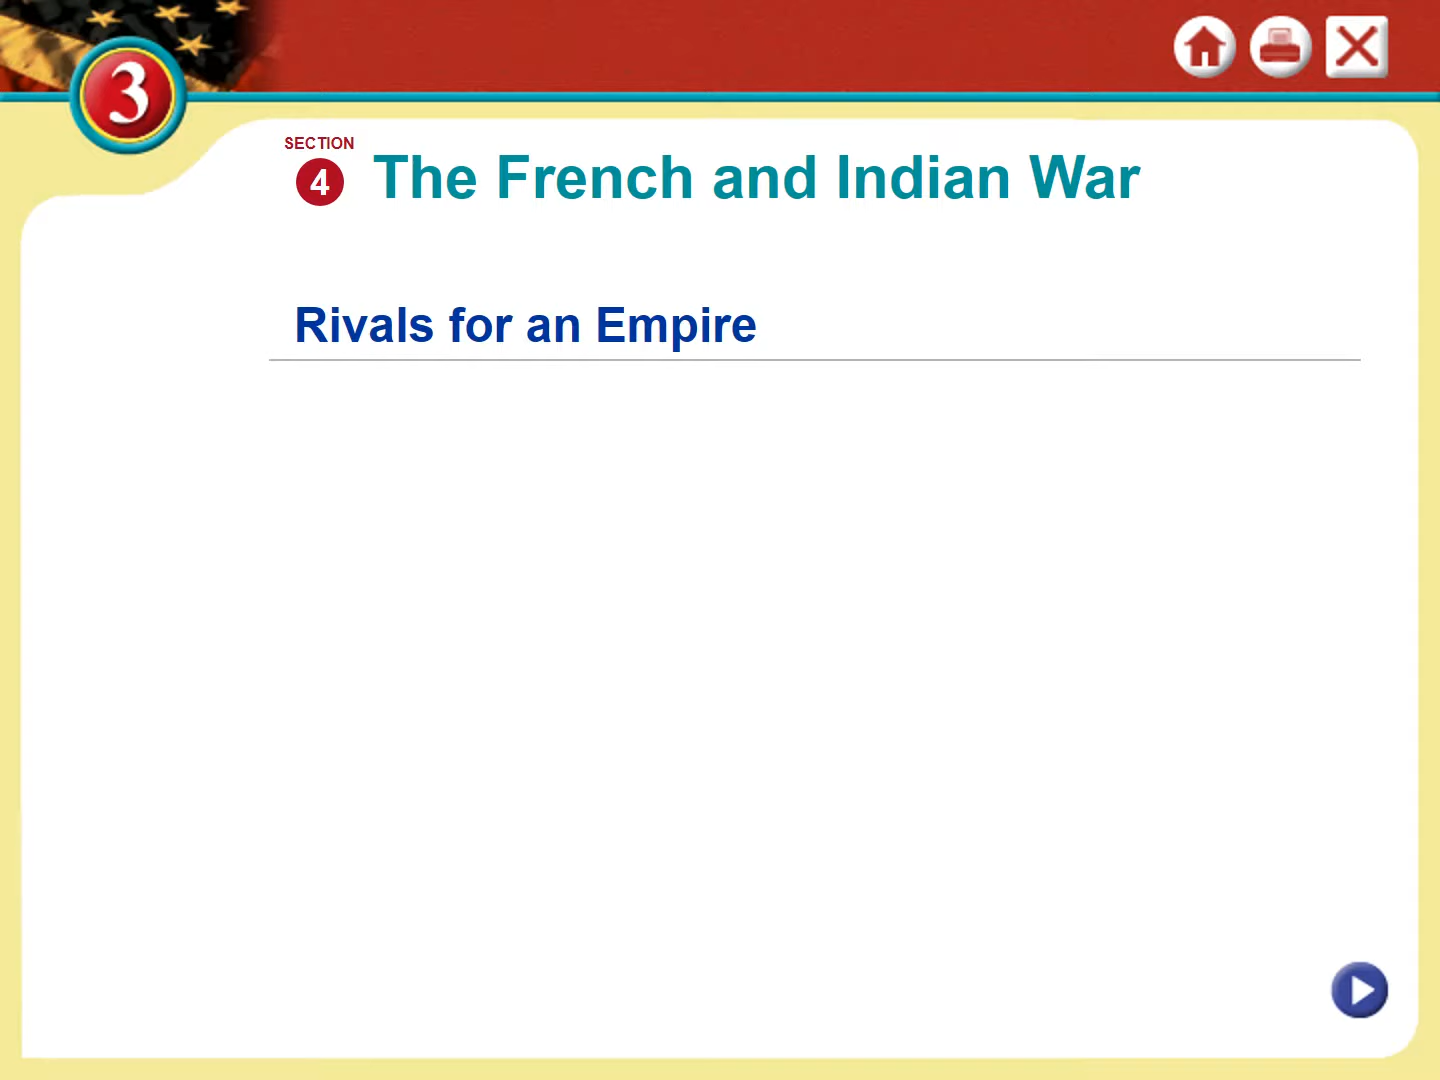 3
SECTION
4
The French and Indian War
Rivals for an Empire